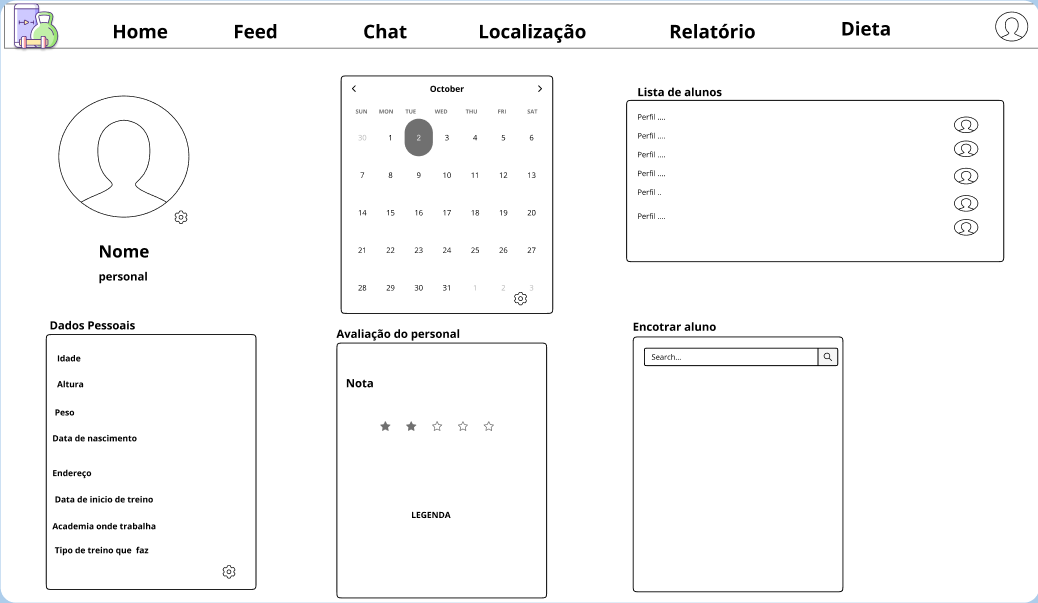 Home Feed Chat Localização Relatório Dieta
Nome
personal
October
SUN MON TUE WED THU FRI SAT
30 1 2 3 4 5 6
7 8 9 10 11 12 13
14 15 16 17 18 19 20
21 22 23 24 25 26 27
28 29 30 31 1 2 3
Lista de alunos
Perfil ....
Perfil ....
Perfil ....
Perfil ....
Perfil ..
Perfil ....
Dados Pessoais
Idade
Altura
Peso
Data de nascimento
Endereço
Data de inicio de treino
Academia onde trabalha
Tipo de treino que faz
Avaliação do personal
Nota
LEGENDA
Encotrar aluno
Search...